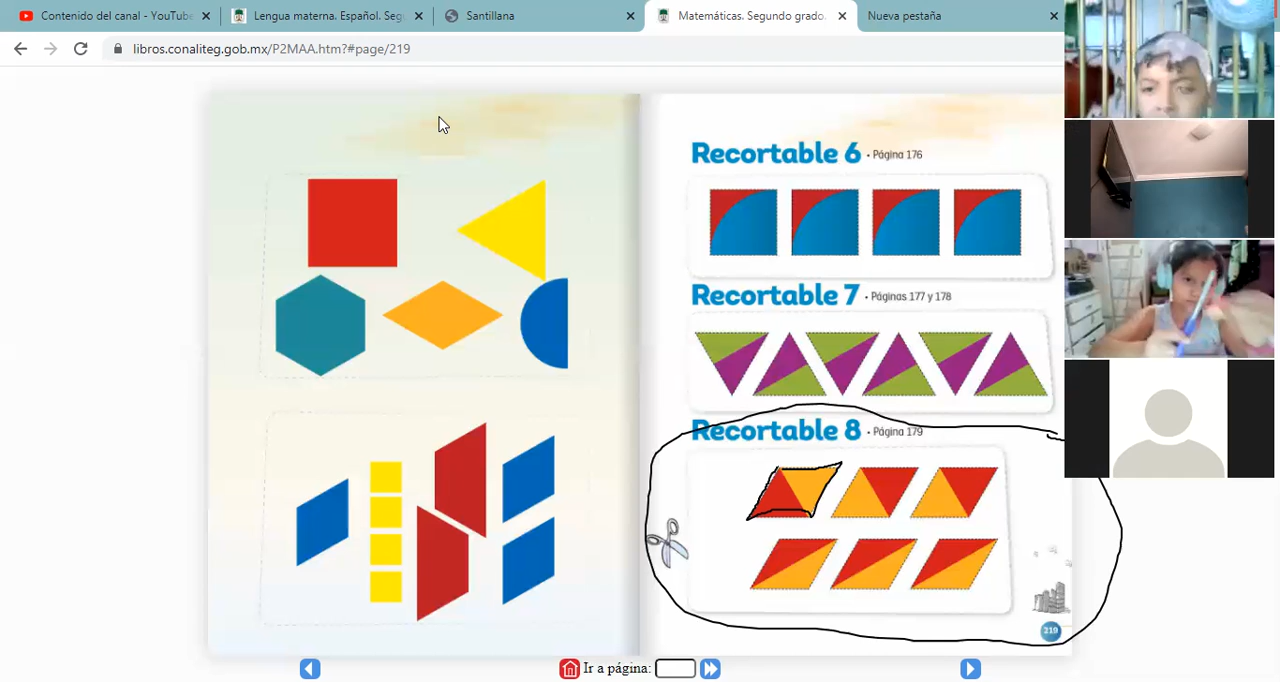 Contenido del canal - YouTube
Lengua materna. Español. Seg
Santillana
Matemáticas. Segundo grado.
Nueva pestaña
libros.conaliteg.gob.mx/P2MAA.htm?#page/219
Recortable 6 • Página 176
Recortable 7 • Páginas 177 y 178
Recortable 8 • Página 179
219
Ir a página: